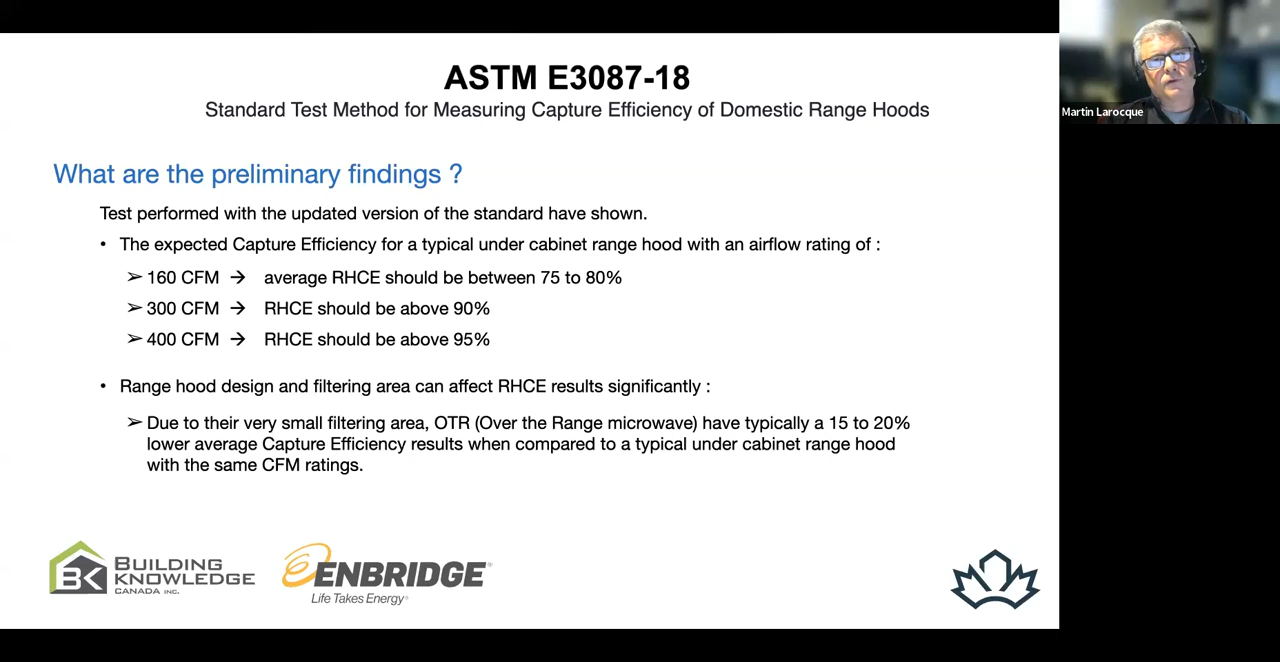 ASTM E3087-18
Standard Test Method for Measuring Capture Efficiency of Domestic Range Hoods
Martin Larocque
What are the preliminary findings ?
Test performed with the updated version of the standard have shown.
• The expected Capture Efficiency for a typical under cabinet range hood with an airflow rating of :
➢ 160 CFM → average RHCE should be between 75 to 80%
➢ 300 CFM → RHCE should be above 90%
➢ 400 CFM → RHCE should be above 95%
• Range hood design and filtering area can affect RHCE results significantly :
➢ Due to their very small filtering area, OTR (Over the Range microwave) have typically a 15 to 20%
lower average Capture Efficiency results when compared to a typical under cabinet range hood
with the same CFM ratings.
BK BUILDING
KNOWLEDGE
CANADA INC.
ENBRIDGE®
Life Takes Energy®